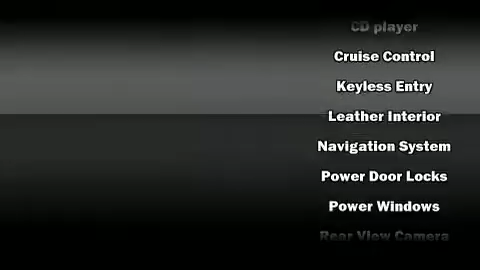 CD player
Cruise Control
Keyless Entry
Leather Interior
Navigation System
Power Door Locks
Power Windows
Rear View Camera